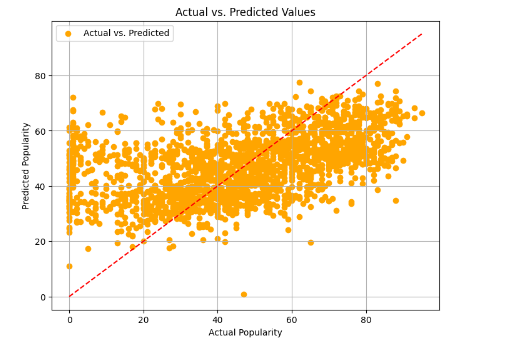 Actual vs. Predicted Values
Actual vs. Predicted
80
60
40
20
0
Predicted Popularity
0 20 40 60 80
Actual Popularity